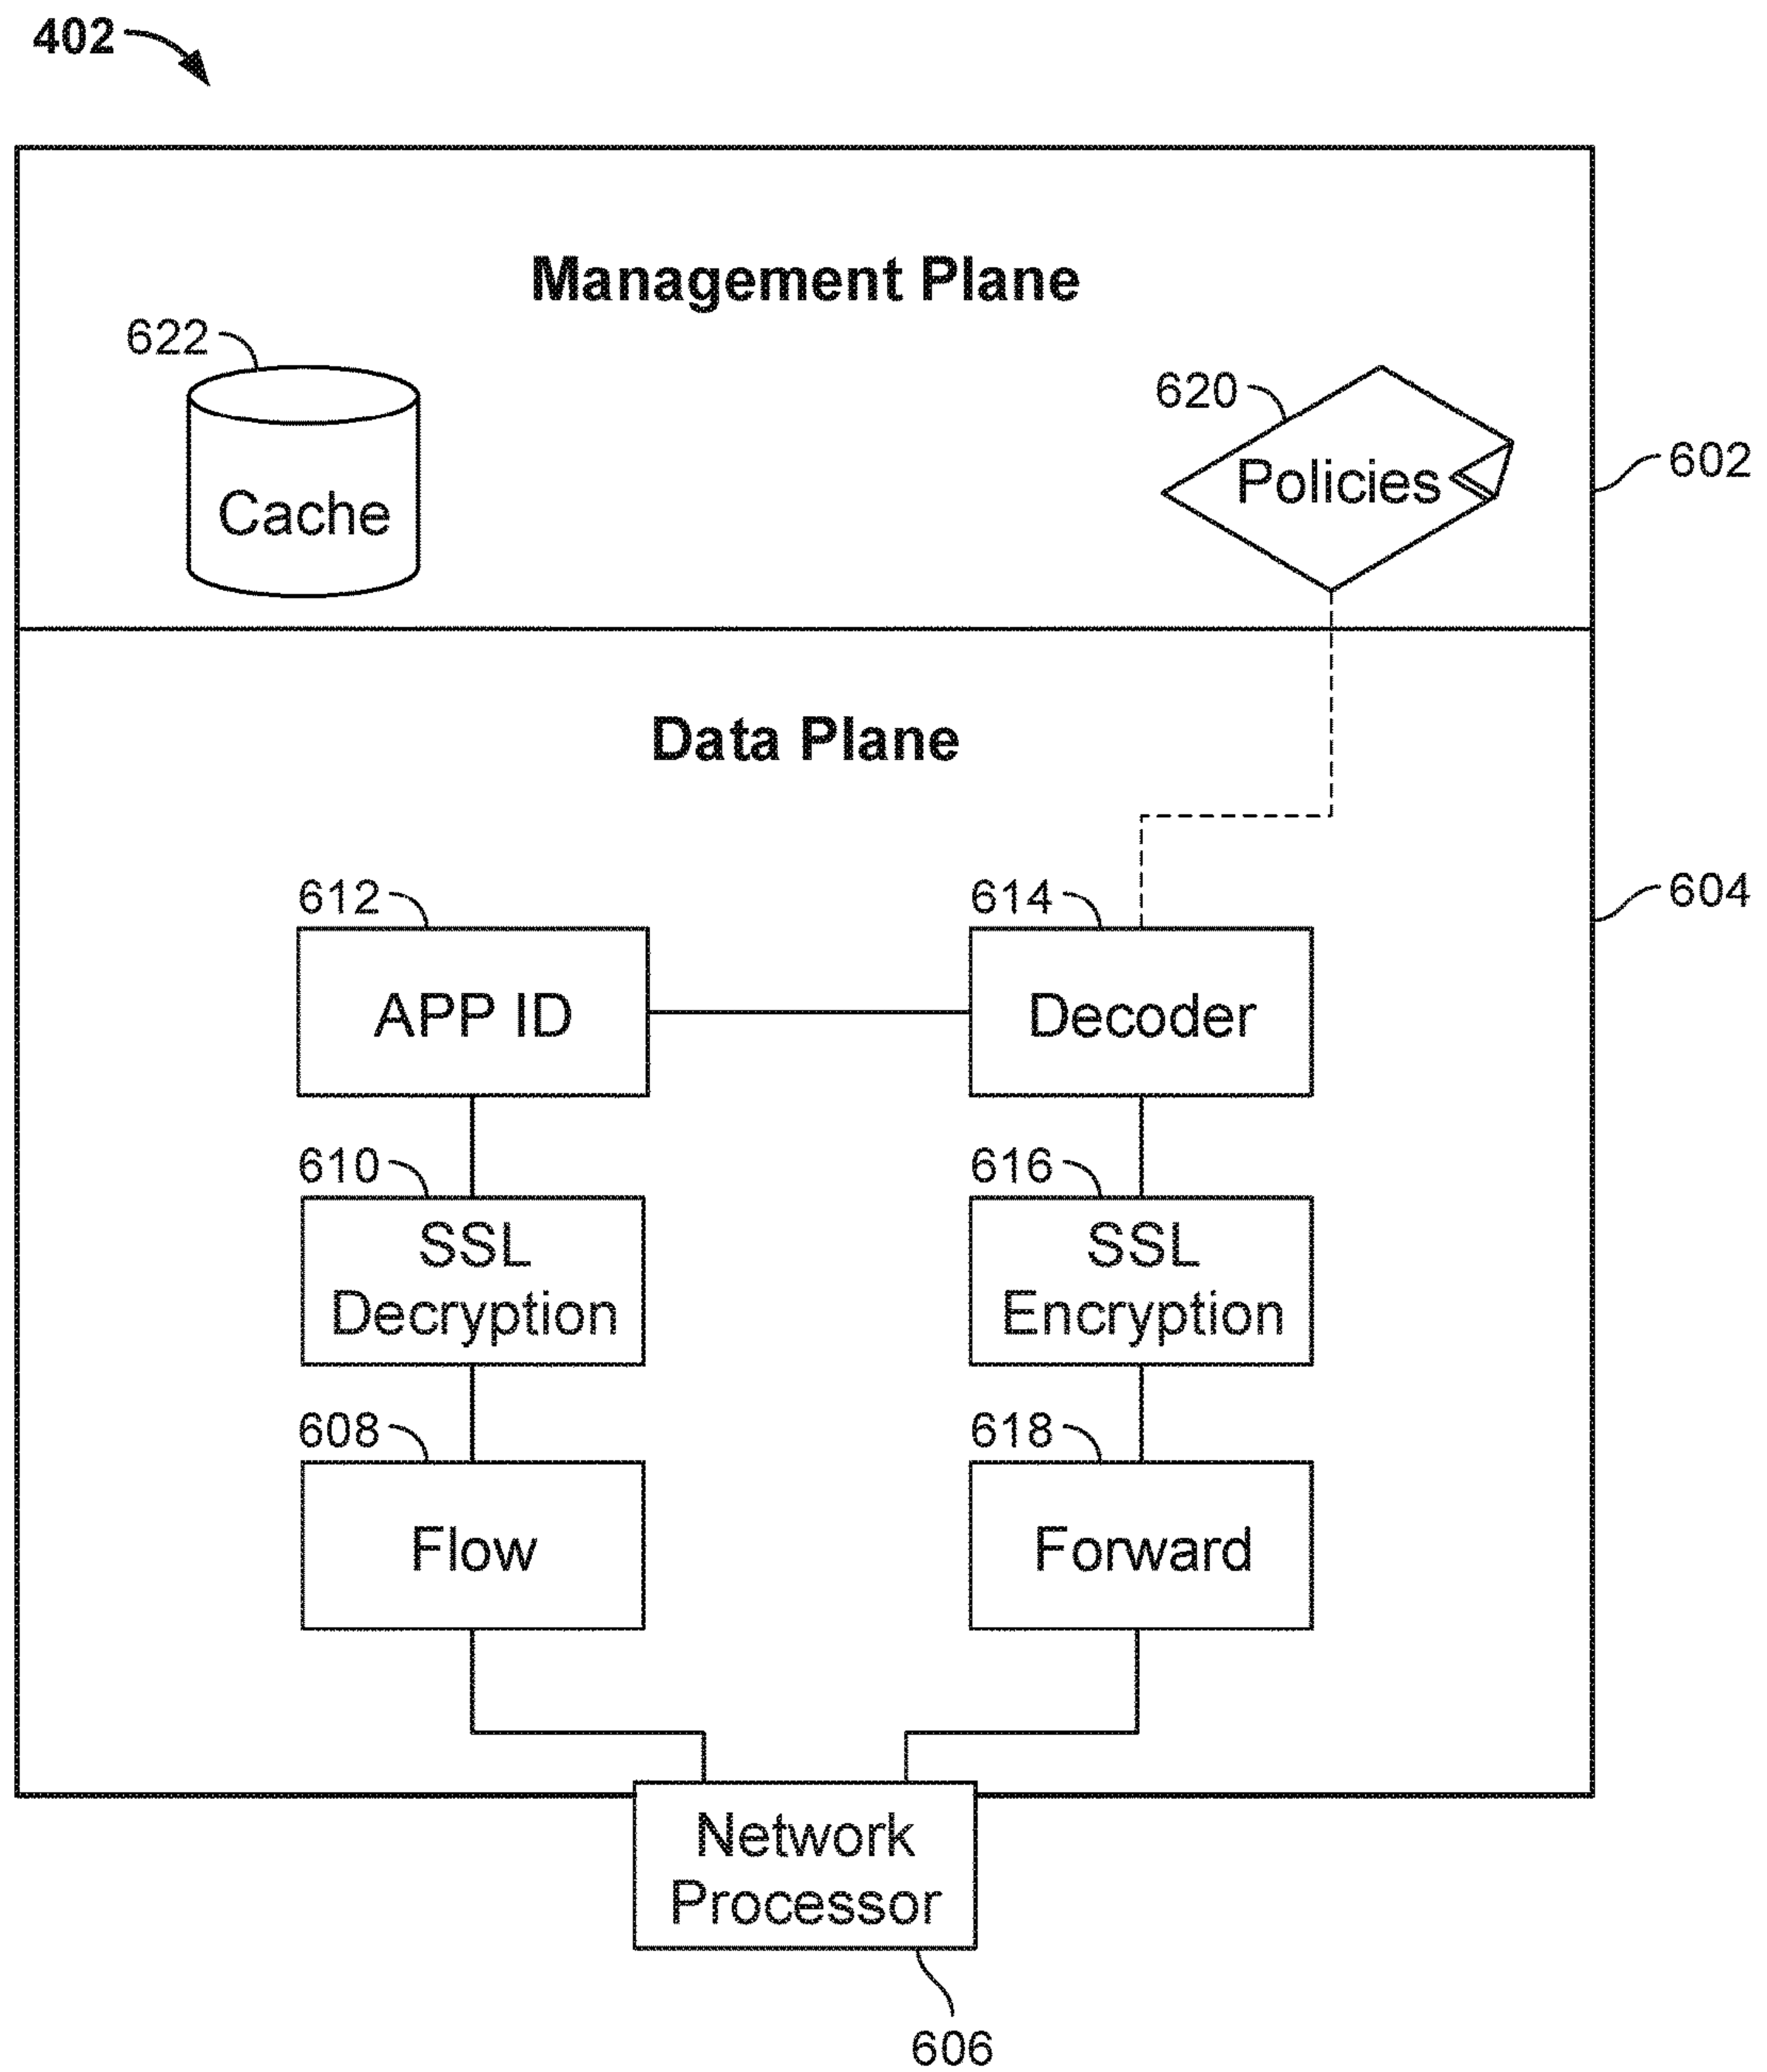 402
Management Plane
622
620
Policies
602
Cache
Data Plane
604
612
614
APP ID
Decoder
610
616
SSL
Decryption
SSL
Encryption
608
618
Flow
Forward
Network
Processor
606